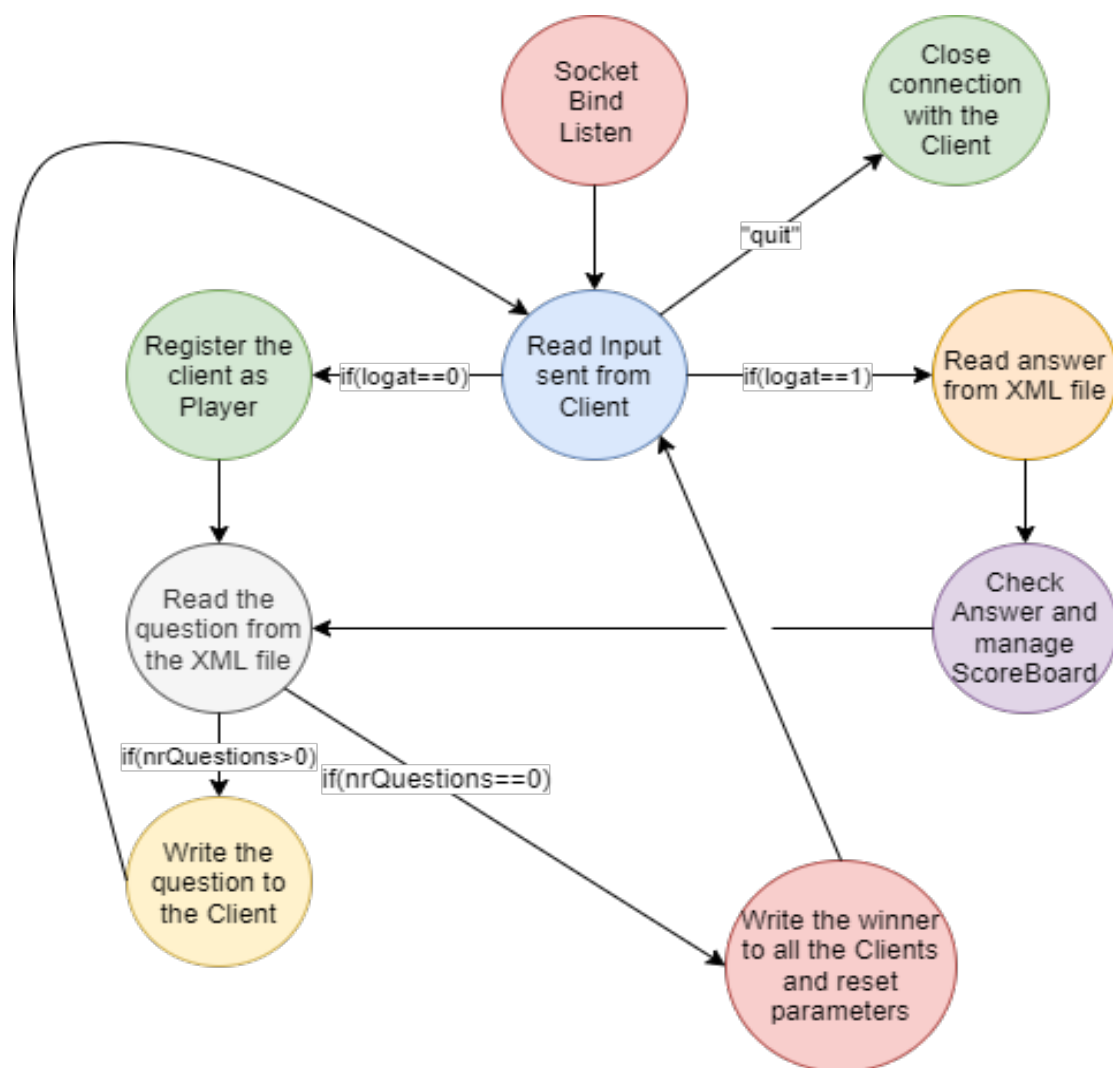 Socket
Bind
Listen
Close
connection
with the
Client
"quit"
Register the
client as
Player
if(logat==0)
Read Input
sent from
Client
if(logat==1)
Read answer
from XML file
Read the
question from
the XML file
Check
Answer and
manage
ScoreBoard
if(nrQuestions>0)
if(nrQuestions==0)
Write the
question to
the Client
Write the winner
to all the Clients
and reset
parameters